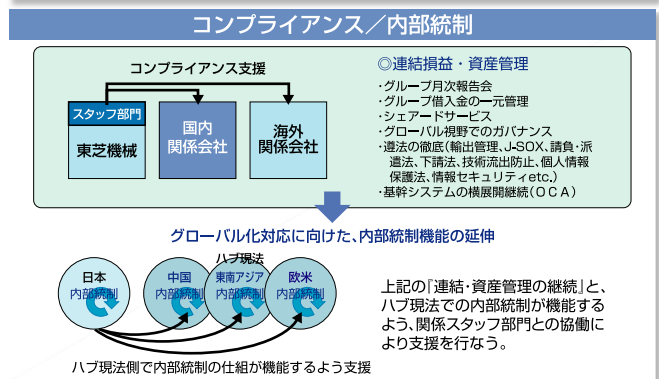 コンプライアンス／内部統制
コンプライアンス支援
スタッフ部門
東芝機械
国内
関係会社
海外
関係会社
◎連結損益・資産管理
・グループ月次報告会
・グループ借入金の一元管理
・シェアードサービス
・グローバル視野でのガバナンス
・遵法の徹底（輸出管理、J-SOX、請負・派
遣法、下請法、技術流出防止、個人情報
保護法、情報セキュリティetc.）
・基幹システムの横展開継続（ＯＣＡ）
グローバル化対応に向けた、内部統制機能の延伸
ハブ現法
日本
内部統制
中国
内部統制
東南アジア
内部統制
欧米
内部統制
ハブ現法側で内部統制の仕組が機能するよう支援
上記の『連結・資産管理の継続』と、
ハブ現法での内部統制が機能する
よう、関係スタッフ部門との協働に
より支援を行なう。